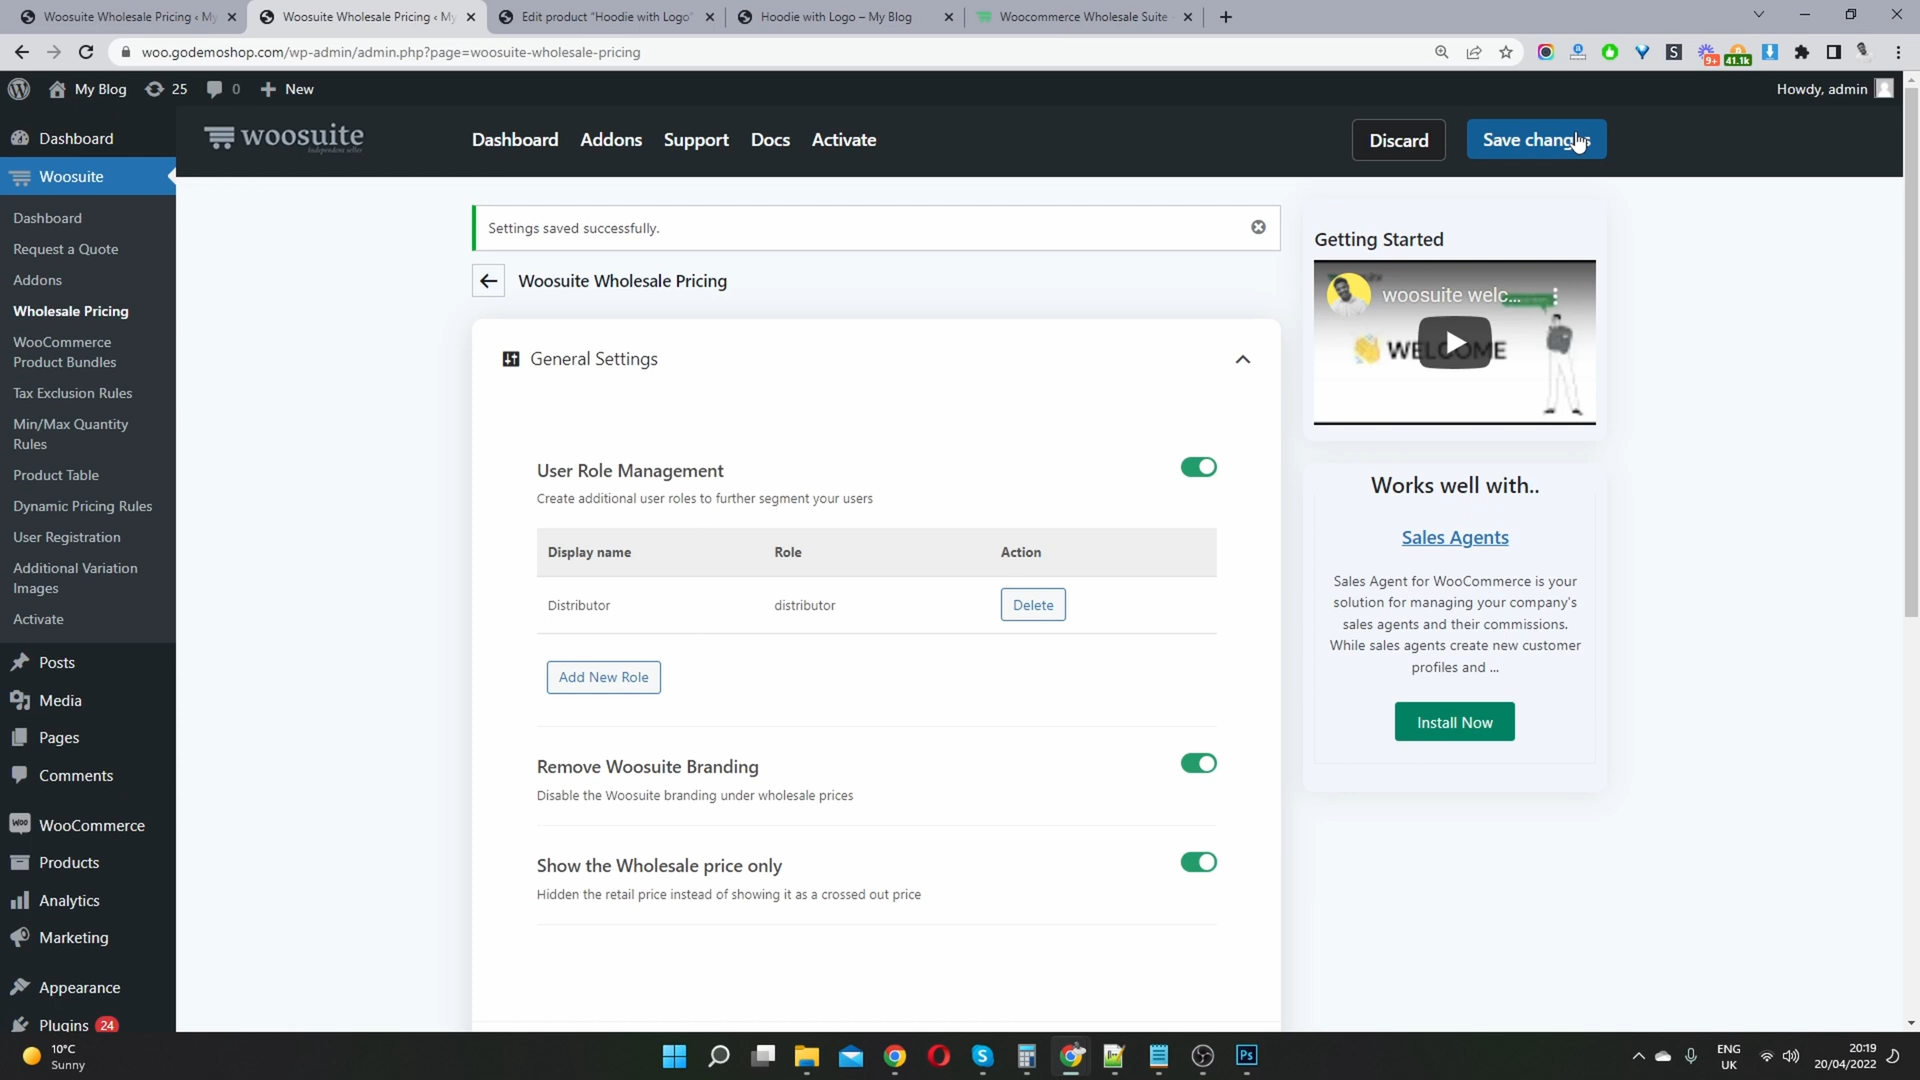 Woosuite Wholesale Pricing ‹ My
Woosuite Wholesale Pricing ‹ My
Edit product "Hoodie with Logo"
Hoodie with Logo – My Blog
Woocommerce Wholesale Suite
woo.godemoshop.com/wp-admin/admin.php?page=woosuite-wholesale-pricing
S
9+
41.1k
My Blog
25
0
New
Howdy, admin
woosuite
Independent seller
Dashboard
Addons
Support
Docs
Activate
Discard
Save changes
Dashboard
Woosuite
Dashboard
Request a Quote
Addons
Wholesale Pricing
WooCommerce
Product Bundles
Tax Exclusion Rules
Min/Max Quantity
Rules
Product Table
Dynamic Pricing Rules
User Registration
Additional Variation
Images
Activate
Posts
Media
Pages
Comments
WooCommerce
Products
Analytics
Marketing
Appearance
Plugins 24
Settings saved successfully.
Woosuite Wholesale Pricing
General Settings
User Role Management
Create additional user roles to further segment your users
Display name
Role
Action
Distributor
distributor
Delete
Add New Role
Remove Woosuite Branding
Disable the Woosuite branding under wholesale prices
Show the Wholesale price only
Hidden the retail price instead of showing it as a crossed out price
Getting Started
woosuite welc...
WELCOME
Works well with..
Sales Agents
Sales Agent for WooCommerce is your
solution for managing your company's
sales agents and their commissions.
While sales agents create new customer
profiles and ...
Install Now
10°C
Sunny
Ps
ENG
UK
20:19
20/04/2022